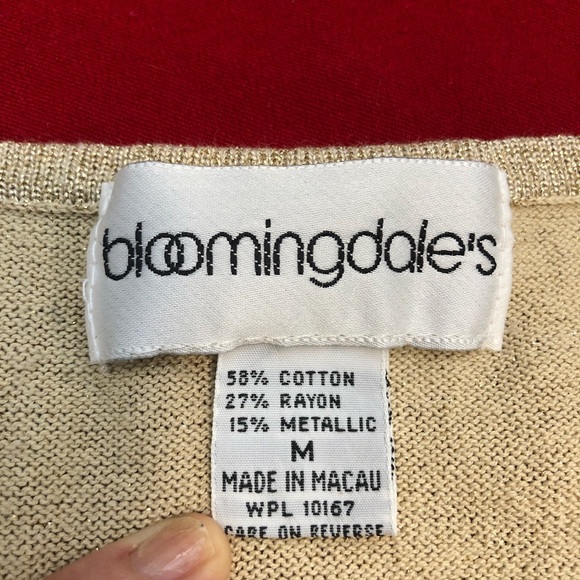 bloomingdale's
58% COTTON
27% RAYON
15% METALLIC
M
MADE IN MACAU
WPL 10167
CARE ON REVERSE